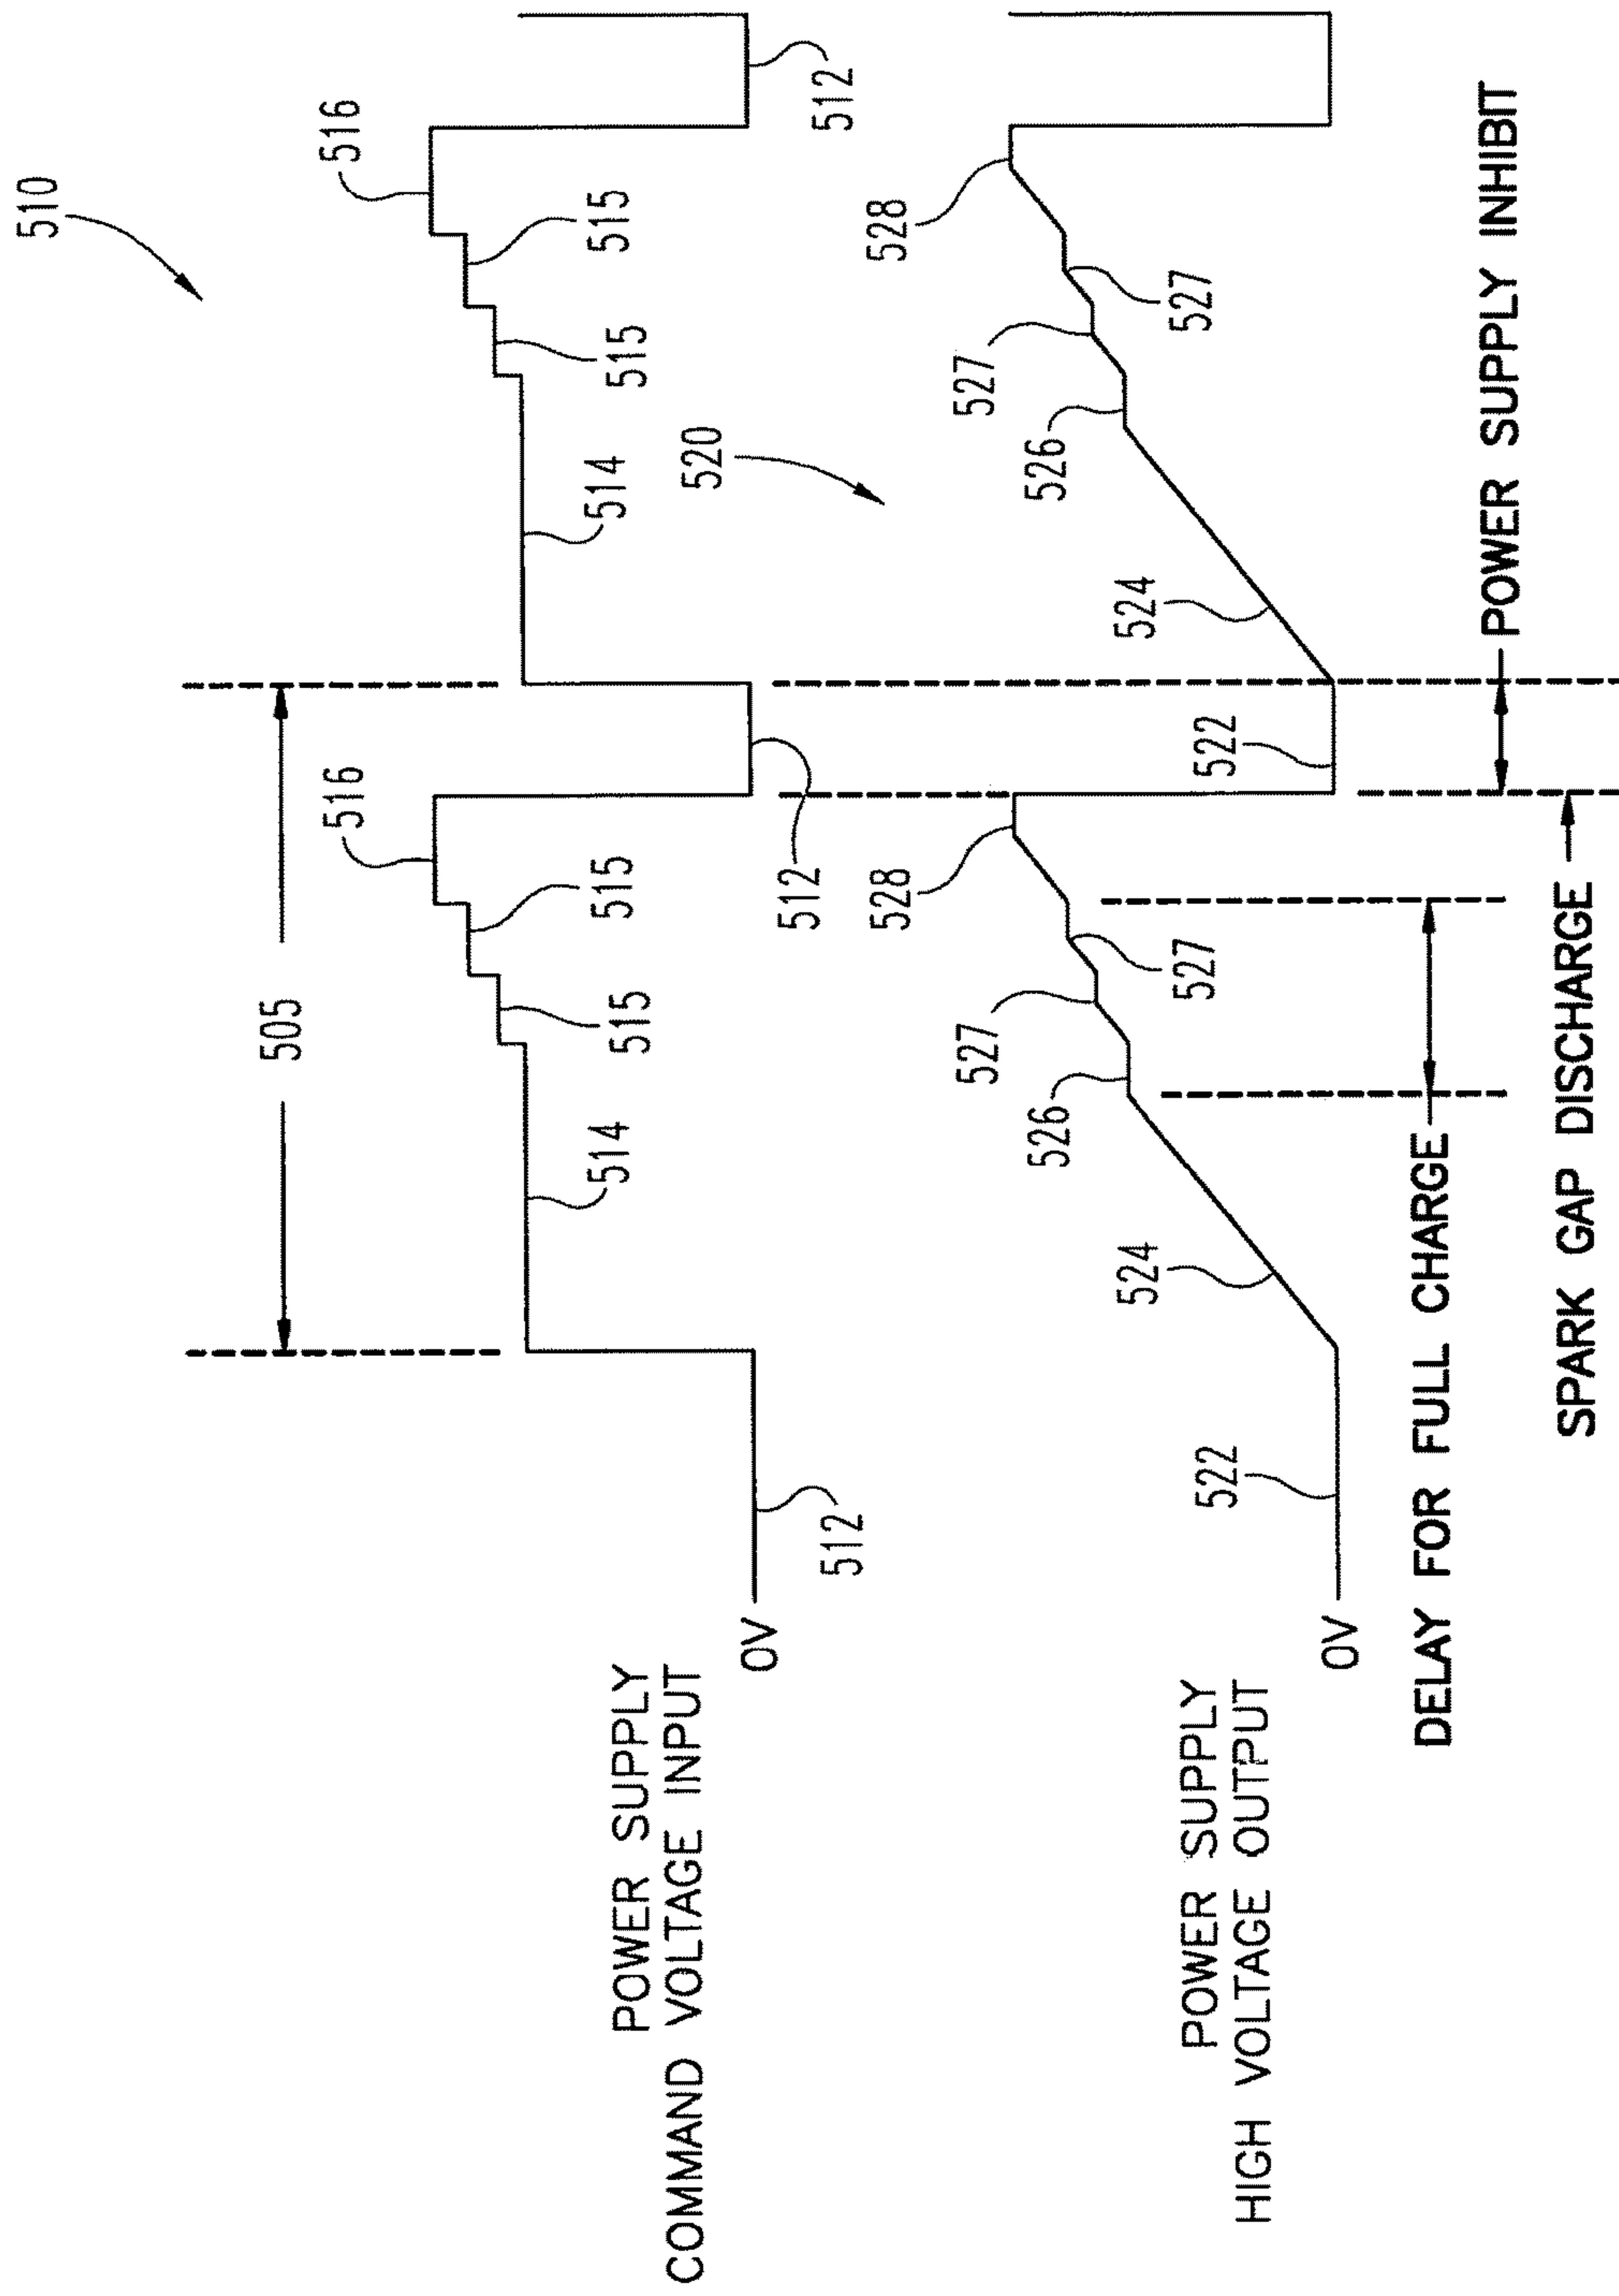 510
505
516
516
515
515
515
515
514
514
512
512
512
POWER SUPPLY
COMMAND VOLTAGE INPUT
0V
520
528
528
527
527
527
527
526
526
524
524
522
522
POWER SUPPLY
HIGH VOLTAGE OUTPUT
0V
DELAY FOR FULL CHARGE
POWER SUPPLY INHIBIT
SPARK GAP DISCHARGE